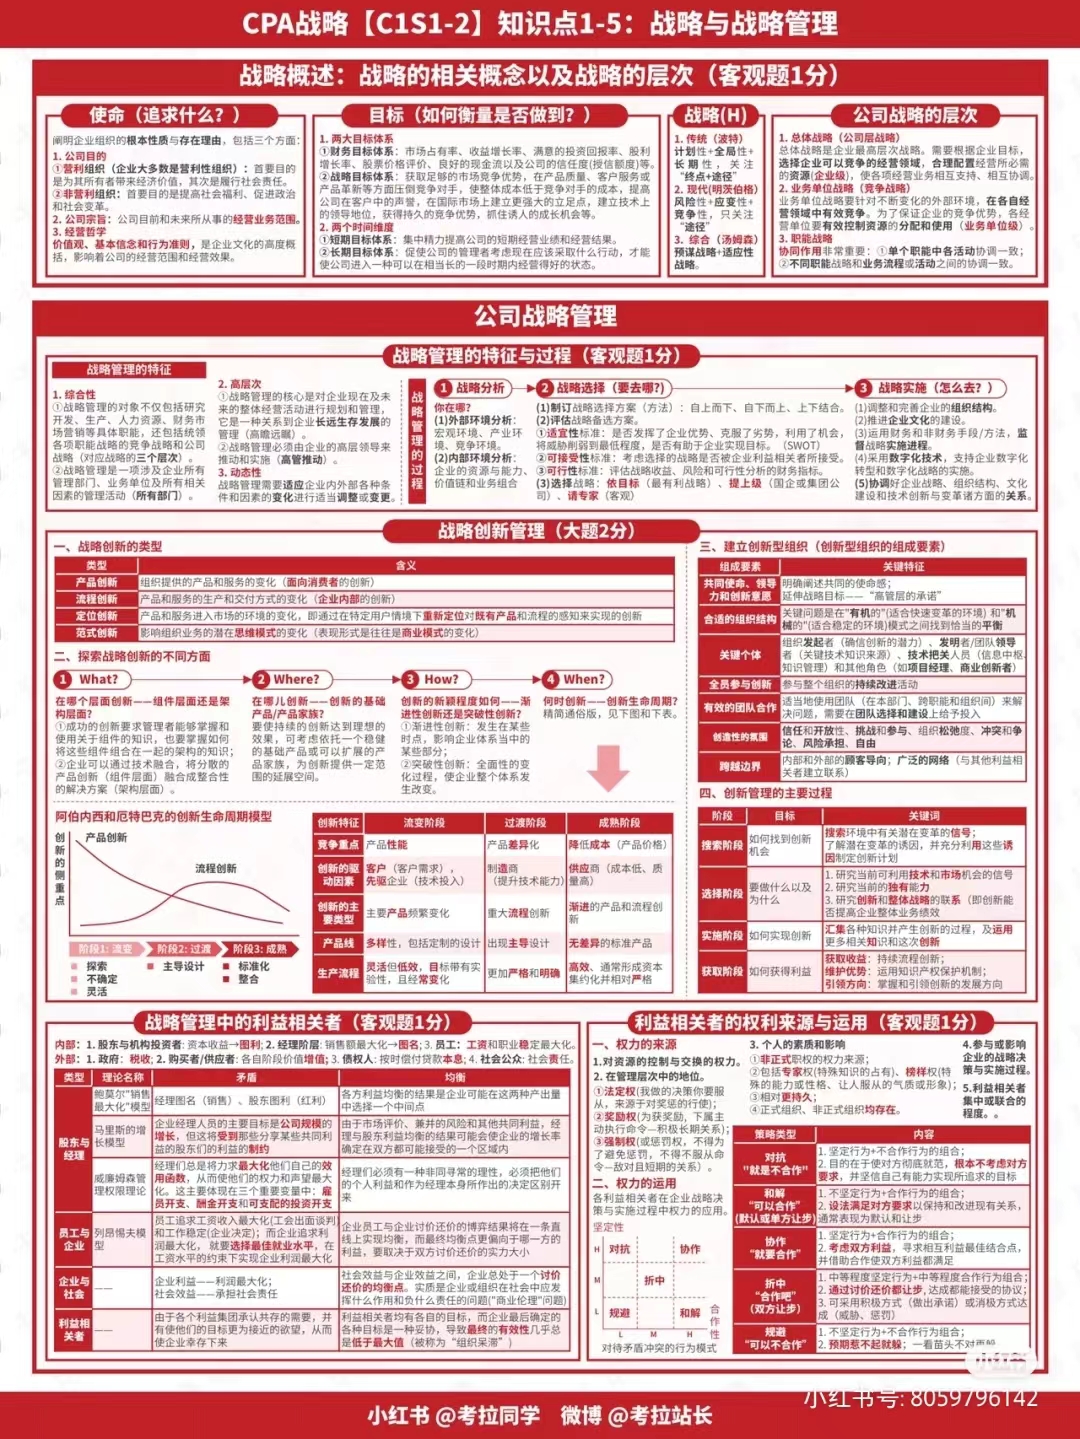 CPA战略【C1S1-2】知识点1-5：战略与战略管理
战略概述：战略的相关概念以及战略的层次（客观题1分）
使命（追求什么？）
阐明企业组织的根本性质与存在理由，包括三个方面：
1. 公司目的
①营利组织（企业大多数是营利性组织）：首要目的
是为其所有者带来经济价值，其次是履行社会责任。
②非营利组织：首要目的是提高社会福利、促进政治
和社会变革。
2. 公司宗旨：公司目前和未来所从事的经营业务范围。
3. 经营哲学
价值观、基本信念和行为准则，是企业文化的高度概
括，影响着公司的经营范围和经营效果。
目标（如何衡量是否做到？）
1. 两大目标体系
①财务目标体系：市场占有率、收益增长率、满意的投资回报率、股利
增长率、股票价格评价、良好的现金流以及公司的信任度(授信额度)等。
②战略目标体系：获取足够的市场竞争优势，在产品质量、客户服务或
产品革新等方面压倒竞争对手，使整体成本低于竞争对手的成本，提高
公司在客户中的声誉，在国际市场上建立更强大的立足点，建立技术上
的领导地位，获得持久的竞争优势，抓住诱人的成长机会等。
2. 两个时间维度
①短期目标体系：集中精力提高公司的短期经营业绩和经营结果。
②长期目标体系：促使公司的管理者考虑现在应该采取什么行动，才能
使公司进入一种可以在相当长的一段时期内经营得好的状态。
战略(H)
1. 传统（波特）
计划性+全局性+
长期性，关注
“终点+途径”
2. 现代(明茨伯格)
风险性+应变性+
竞争性，只关注
“途径”
3. 综合（汤姆森）
预谋战略+适应性
战略。
公司战略的层次
1. 总体战略（公司层战略）
总体战略是企业最高层次战略。需要根据企业目标，
选择企业可以竞争的经营领域，合理配置经营所必需
的资源(企业级)，使各项经营业务相互支持、相互协调。
2. 业务单位战略（竞争战略）
业务单位战略要针对不断变化的外部环境，在各自经
营领域中有效竞争。为了保证企业的竞争优势，各经
营单位要有效控制资源的分配和使用（业务单位级）。
3. 职能战略
协同作用非常重要：①单个职能中各活动协调一致；
②不同职能战略和业务流程或活动之间的协调一致。
公司战略管理
战略管理的特征与过程（客观题1分）
战略管理的特征
1. 综合性
①战略管理的对象不仅包括研究
开发、生产、人力资源、财务市
场营销等具体职能，还包括统领
各项职能战略的竞争战略和公司
战略（对应战略的三个层次）。
②战略管理是一项涉及企业所有
管理部门、业务单位及所有相关
因素的管理活动（所有部门）。
2. 高层次
①战略管理的核心是对企业现在及未
来的整体经营活动进行规划和管理，
它是一种关系到企业长远生存发展的
管理（高瞻远瞩）。
②战略管理必须由企业的高层领导来
推动和实施（高管推动）。
3. 动态性
战略管理需要适应企业内外部各种条
件和因素的变化进行适当调整或变更。
战略管理的过程
1 战略分析
你在哪？
(1)外部环境分析：
宏观环境、产业环
境、竞争环境。
(2)内部环境分析：
企业的资源与能力、
价值链和业务组合
2 战略选择（要去哪?）
(1)制订战略选择方案（方法）：自上而下、自下而上、上下结合。
(2)评估战略备选方案。
①适宜性标准：是否发挥了企业优势、克服了劣势，利用了机会，
将威胁削弱到最低程度，是否有助于企业实现目标。（SWOT）
②可接受性标准：考虑选择的战略是否被企业利益相关者所接受。
③可行性标准：评估战略收益、风险和可行性分析的财务指标。
(3)选择战略：依目标（最有利战略）、提上级（国企或集团公
司）、请专家（客观）
3 战略实施（怎么去？）
(1)调整和完善企业的组织结构。
(2)推进企业文化的建设。
(3)运用财务和非财务手段/方法，监
督战略实施进程。
(4)采用数字化技术，支持企业数字化
转型和数字化战略的实施。
(5)协调好企业战略、组织结构、文化
建设和技术创新与变革诸方面的关系。
战略创新管理（大题2分）
一、战略创新的类型
类型 含义
产品创新 组织提供的产品和服务的变化（面向消费者的创新）
流程创新 产品和服务的生产和交付方式的变化（企业内部的创新）
定位创新 产品和服务进入市场的环境的变化，即通过在特定用户情境下重新定位对既有产品和流程的感知来实现的创新
范式创新 影响组织业务的潜在思维模式的变化（表现形式是往往是商业模式的变化）
二、探索战略创新的不同方面
1 What?
在哪个层面创新——组件层面还是架
构层面？
①成功的创新要求管理者能够掌握和
使用关于组件的知识，也要掌握如何
将这些组件组合在一起的架构的知识；
②企业可以通过技术融合，将分散的
产品创新（组件层面）融合成整合性
的解决方案（架构层面）。
2 Where?
在哪儿创新——创新的基础
产品/产品家族？
要使持续的创新达到理想的
效果，可考虑依托一个稳健
的基础产品或可以扩展的产
品家族，为创新提供一定范
围的延展空间。
3 How?
创新的新颖程度如何——渐
进性创新还是突破性创新？
①渐进性创新：发生在某些
时点，影响企业体系当中的
某些部分；
②突破性创新：全面性的变
化过程，使企业整个体系发
生改变。
4 When?
何时创新——创新生命周期？
精简通俗版，见下图和下表。
阿伯内西和厄特巴克的创新生命周期模型
创新的侧重点
产品创新
流程创新
阶段1: 流变 阶段2: 过渡 阶段3: 成熟
探索 主导设计 标准化
不确定 整合
灵活
创新特征 流变阶段 过渡阶段 成熟阶段
竞争重点 产品性能 产品差异化 降低成本（产品价格）
创新的驱动因素 客户（客户需求），先驱企业（技术投入） 制造商（提升技术能力） 供应商（成本低、质量高）
创新的主要类型 主要产品频繁变化 重大流程创新 渐进的产品和流程创新
产品线 多样性，包括定制的设计 出现主导设计 无差异的标准产品
生产流程 灵活但低效，目标带有实验性，且经常变化 更加严格和明确 高效、通常形成资本集约化并相对严格
三、建立创新型组织（创新型组织的组成要素）
组成要素 关键特征
共同使命、领导力和创新意愿 明确阐述共同的使命感；
延伸战略目标——“高管层的承诺”
合适的组织结构 关键问题是在“有机的”(适合快速变革的环境) 和“机
械的”(适合稳定的环境)模式之间找到恰当的平衡
关键个体 组织发起者（确信创新的潜力）、发明者/团队领导
者（关键技术知识来源）、技术把关人员（信息中枢、
知识管理）和其他角色（如项目经理、商业创新者）
全员参与创新 参与整个组织的持续改进活动
有效的团队合作 适当地使用团队（在本部门、跨职能和组织间）来解
决问题，需要在团队选择和建设上给予投入
创造性的氛围 信任和开放性、挑战和参与、组织松弛度、冲突和争
论、风险承担、自由
跨越边界 内部和外部的顾客导向；广泛的网络（与其他利益相
关者建立联系）
四、创新管理的主要过程
阶段 目标 关键词
搜索阶段 如何找到创新机会 搜索环境中有关潜在变革的信号；
了解潜在变革的诱因，并充分利用这些诱
因制定创新计划
选择阶段 要做什么以及为什么 1. 研究当前可利用技术和市场机会的信号
2. 研究当前的独有能力
3. 研究创新和整体战略的联系（即创新能
否提高企业整体业务绩效
实施阶段 如何实现创新 汇集各种知识并产生创新的过程，及运用
更多相关知识和这次创新
获取阶段 如何获得利益 获取收益：持续流程创新；
维护优势：运用知识产权保护机制；
引领方向：掌握和引领创新的发展方向
战略管理中的利益相关者（客观题1分）
内部：1. 股东与机构投资者: 资本收益→图利; 2. 经理阶层: 销售额最大化→图名; 3. 员工：工资和职业稳定最大化。
外部：1. 政府：税收; 2. 购买者/供应者: 各自阶段价值增值; 3. 债权人: 按时偿付贷款本息; 4. 社会公众: 社会责任。
类型 理论名称 矛盾 均衡
股东与经理
鲍莫尔“销售最大化”模型 经理图名（销售）、股东图利（红利） 各方利益均衡的结果是企业可能在这两种产出量
中选择一个中间点
马里斯的增长模型 企业经理人员的主要目标是公司规模的
增长，但这将受到那些分享某些共同利
益的股东们的利益的制约
由于市场评价、兼并的风险和其他共同利益，经
理与股东利益均衡的结果可会使企业的增长率
确定在双方都可能接受的一个区域内
威廉姆森管理权限理论 经理们总是将力求最大化他们自己的效
用函数，从而使他们的权力和声望最大
化。这主要体现在三个重要变量中：雇
员开支、酬金开支和可支配的投资开支
经理们必须有一种非同寻常的理性，必须把他们
的个人利益和作为经理本身所作出的决定区别开
来
员工与企业
列昂惕夫模型 员工追求工资收入最大化(工会出面谈判)
和工作稳定(企业决定)；而企业追求利
润最大化，就要选择最佳就业水平，在
工资水平的约束下实现企业利润最大化
企业员工与企业讨价还价的博弈结果将在一条直
线上实现均衡，而最终均衡点更偏向于哪一方的
利益，要取决于双方讨价还价的实力大小
企业与社会 —— 企业利益——利润最大化；
社会效益——承担社会责任
社会效益与企业效益之间，企业总处于一个讨价
还价的均衡点。实质是企业或组织在社会中应发
挥什么作用和负什么责任的问题(“商业伦理”问题)
利益相关者 —— 由于各个利益集团承认共存的需要，并
有使他们的目标更为接近的欲望，从而
使企业幸存下来
利益相关者均有各自的目标，而企业最后确定的
各种目标是一种妥协，导致最终的有效性几乎总
是低于最大值（被称为“组织呆滞”）
利益相关者的权利来源与运用（客观题1分）
一、权力的来源
1.对资源的控制与交换的权力。
2. 在管理层次中的地位。
①法定权(我做的决策你要服
从，来源于对奖惩的行使)；
②奖励权(为获奖励，下属主
动执行命令—积极长期关系)；
③强制权(或惩罚权，不得为
了避免惩罚，不得不服从命
令—敌对且短期的关系）。
3. 个人的素质和影响
①非正式职权的权力来源；
②包括专家权(特殊知识的占有)、榜样权(特
殊的能力或性格、让人服从的气质或形象)；
③相对更持久；
④正式组织、非正式组织均存在。
4.参与或影响
企业的战略决
策与实施过程。
5.利益相关者
集中或联合的
程度。。
二、权力的运用
各利益相关者在企业战略决
策与实施过程中权力的应用。
坚定性
H 对抗 协作
M 折中
L 规避 和解
L M H
合作性
对待矛盾冲突的行为模式
策略类型 内容
对抗
“就是不合作”
1. 坚定行为+不合作行为的组合；
2. 目的在于使对方彻底就范，根本不考虑对方
要求，并坚信自己有能力实现所追求的目标
和解
“可以合作”
(默认或单方让步)
1. 不坚定行为+合作行为的组合；
2. 设法满足对方要求以保持和改进现有关系，
通常表现为默认和让步
协作
“就要合作”
1. 坚定行为+合作行为的组合；
2. 考虑双方利益，寻求相互利益最佳结合点，
并借助合作使双方利益都满足
折中
“合作吧”
(双方让步)
1. 中等程度坚定行为+中等程度合作行为组合；
2. 通过讨价还价都让步, 达成都能接受的协议；
3. 可采用积极方式（做出承诺）或消极方式达
成（威胁、惩罚）
规避
“可以不合作”
1. 不坚定行为+不合作行为组合；
2. 预期惹不起就躲；一看苗头不对
小红书
小红书号: 8059796142
小红书 @考拉同学 微博 @考拉站长